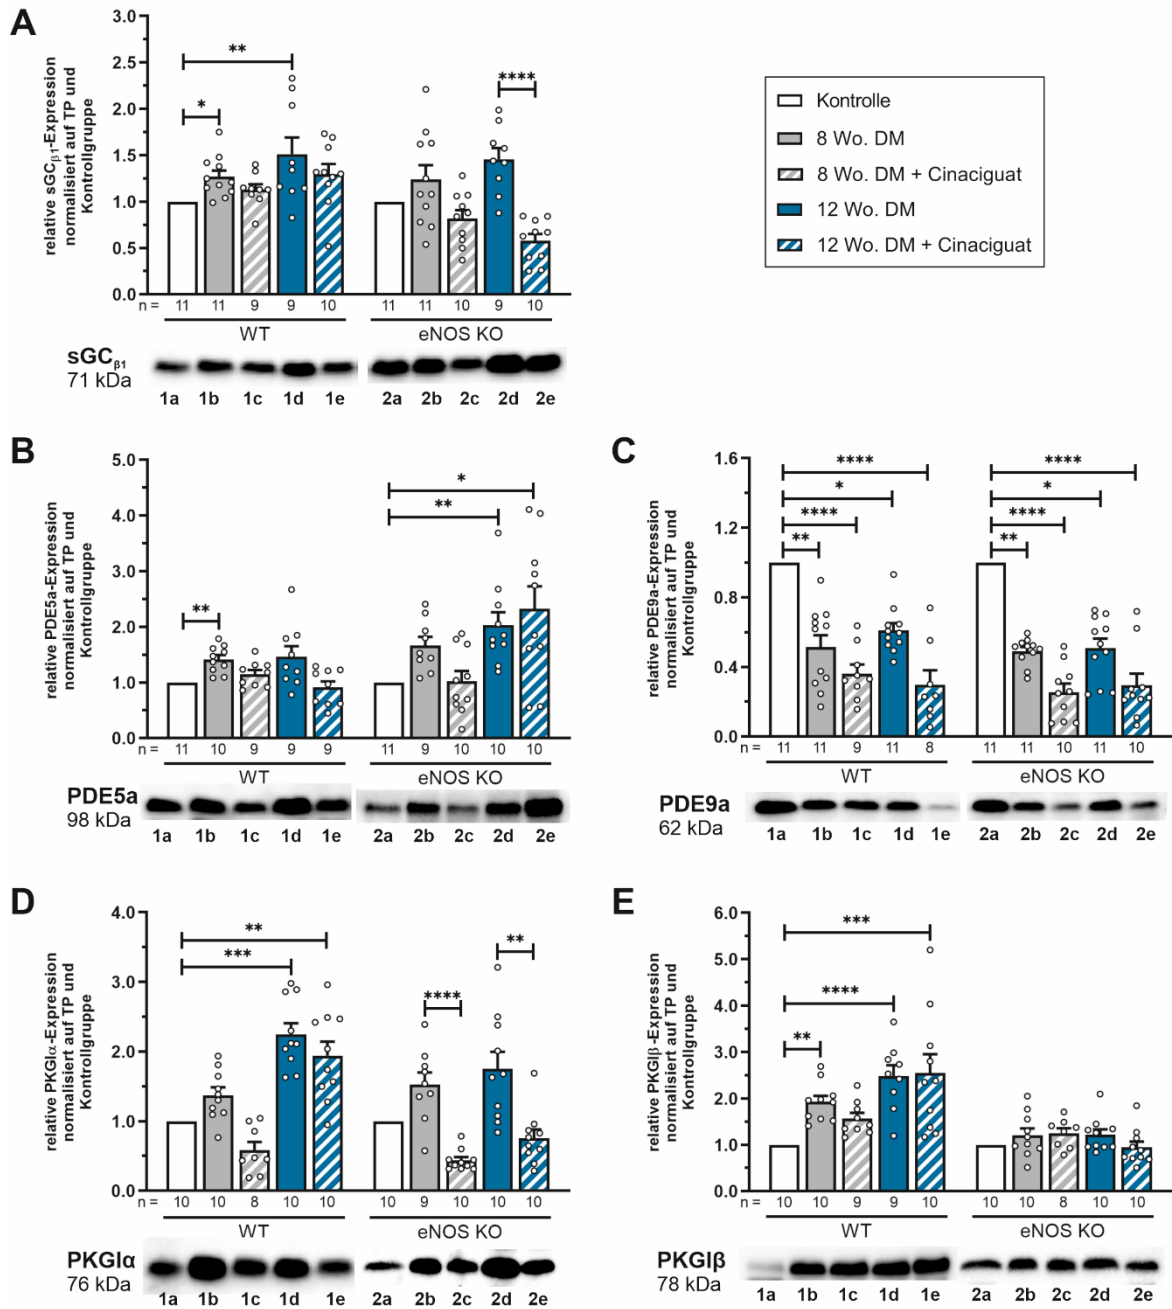 A
relative sGCβ1-Expression
normalisiert auf TP und
Kontrollgruppe
3.0
2.5
2.0
1.5
1.0
0.5
0.0
**
*
****
n = 11 11 9 9 10 11 11 10 9 10
WT eNOS KO
sGCβ1
71 kDa
1a 1b 1c 1d 1e 2a 2b 2c 2d 2e
Kontrolle
8 Wo. DM
8 Wo. DM + Cinaciguat
12 Wo. DM
12 Wo. DM + Cinaciguat
B
relative PDE5a-Expression
normalisiert auf TP und
Kontrollgruppe
5.0
4.0
3.0
2.0
1.0
0.0
**
*
**
n = 11 10 9 9 9 11 9 10 10 10
WT eNOS KO
PDE5a
98 kDa
1a 1b 1c 1d 1e 2a 2b 2c 2d 2e
C
relative PDE9a-Expression
normalisiert auf TP und
Kontrollgruppe
1.6
1.2
0.8
0.4
0.0
****
*
****
**
****
*
****
**
n = 11 11 9 11 8 11 11 10 11 10
WT eNOS KO
PDE9a
62 kDa
1a 1b 1c 1d 1e 2a 2b 2c 2d 2e
D
relative PKGIα-Expression
normalisiert auf TP und
Kontrollgruppe
4.0
3.0
2.0
1.0
0.0
**
***
****
**
n = 10 10 8 10 10 10 9 10 10 10
WT eNOS KO
PKGIα
76 kDa
1a 1b 1c 1d 1e 2a 2b 2c 2d 2e
E
relative PKGIβ-Expression
normalisiert auf TP und
Kontrollgruppe
6.0
5.0
4.0
3.0
2.0
1.0
0.0
***
****
**
n = 10 10 9 9 10 10 10 8 10 10
WT eNOS KO
PKGIβ
78 kDa
1a 1b 1c 1d 1e 2a 2b 2c 2d 2e